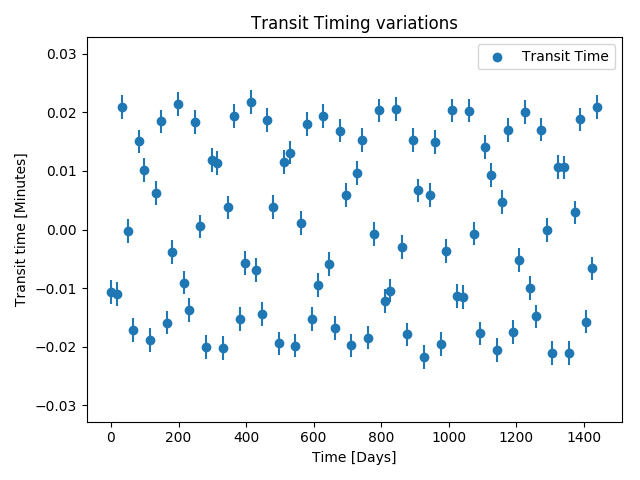 Transit Timing variations
Transit Time
Transit time [Minutes]
0.03
0.02
0.01
0.00
−0.01
−0.02
−0.03
0 200 400 600 800 1000 1200 1400
Time [Days]